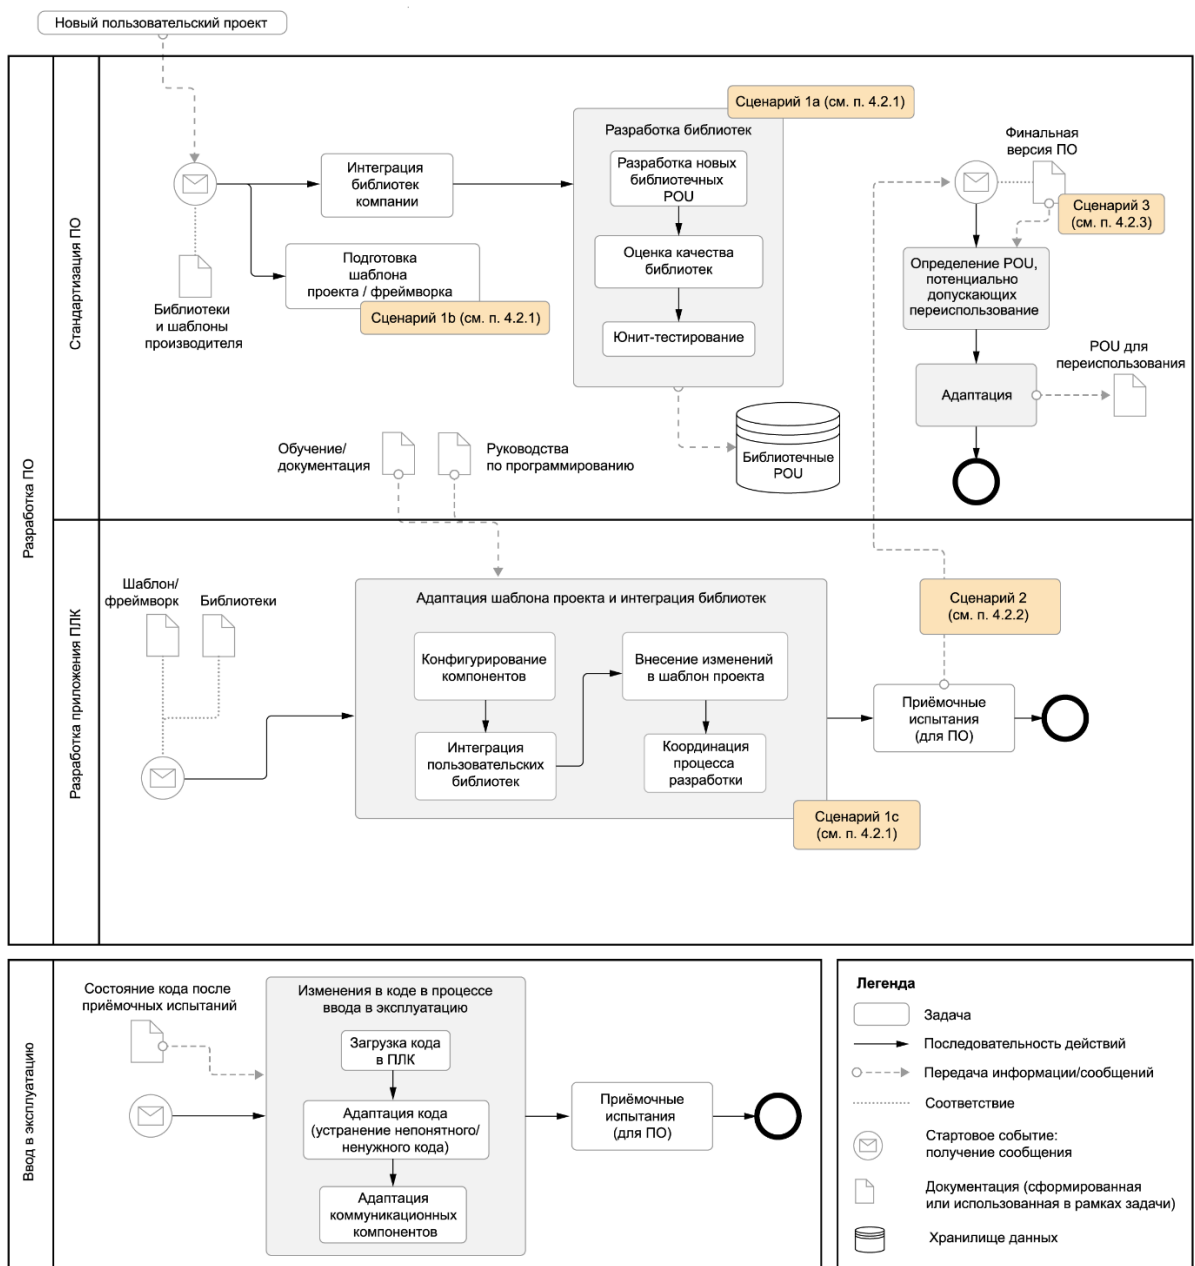 Новый пользовательский проект
Разработка ПО
Стандартизация ПО
Сценарий 1a (см. п. 4.2.1)
Разработка библиотек
Разработка новых
библиотечных
POU
Оценка качества
библиотек
Юнит-тестирование
Интеграция
библиотек
компании
Подготовка
шаблона
проекта / фреймворка
Сценарий 1b (см. п. 4.2.1)
Библиотеки
и шаблоны
производителя
Финальная
версия ПО
Сценарий 3
(см. п. 4.2.3)
Определение POU,
потенциально
допускающих
переиспользование
POU для
переиспользования
Адаптация
Библиотечные
POU
Обучение/
документация
Руководства
по программированию
Разработка приложения ПЛК
Шаблон/
фреймворк
Библиотеки
Адаптация шаблона проекта и интеграция библиотек
Конфигурирование
компонентов
Интеграция
пользовательских
библиотек
Внесение изменений
в шаблон проекта
Координация
процесса
разработки
Сценарий 1c
(см. п. 4.2.1)
Сценарий 2
(см. п. 4.2.2)
Приёмочные
испытания
(для ПО)
Ввод в эксплуатацию
Состояние кода после
приёмочных испытаний
Изменения в коде в процессе
ввода в эксплуатацию
Загрузка кода
в ПЛК
Адаптация кода
(устранение непонятного/
ненужного кода)
Адаптация
коммуникационных
компонентов
Приёмочные
испытания
(для ПО)
Легенда
Задача
Последовательность действий
Передача информации/сообщений
Соответствие
Стартовое событие:
получение сообщения
Документация (сформированная
или использованная в рамках задачи)
Хранилище данных